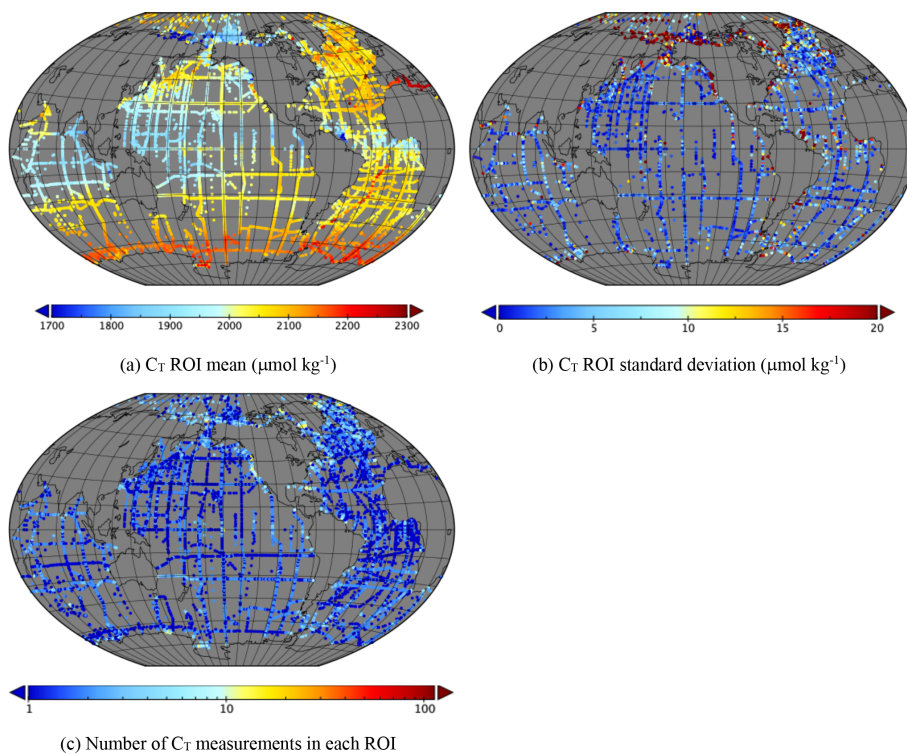 1700 1800 1900 2000 2100 2200 2300
(a) CT ROI mean (μmol kg-1)
0 5 10 15 20
(b) CT ROI standard deviation (μmol kg-1)
1 10 100
(c) Number of CT measurements in each ROI